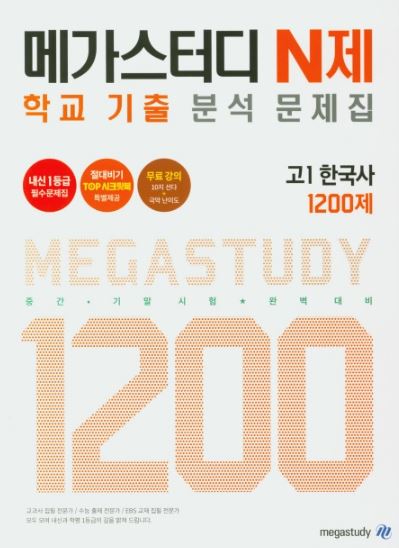 메가스터디 N제
학교 기출 분석 문제집
내신 1등급
필수문제집
절대비기
TOP 시크릿북
특별제공
무료 강의
10지 선다
+
극악 난이도
고1 한국사
1200제
MEGASTUDY
중간·기말시험★완벽대비
1200
교과서 집필 전문가 / 수능 출제 전문가 / EBS 교재 집필 전문가
모두 모여 내신과 학평 1등급의 길을 밝혀 드립니다.
megastudy